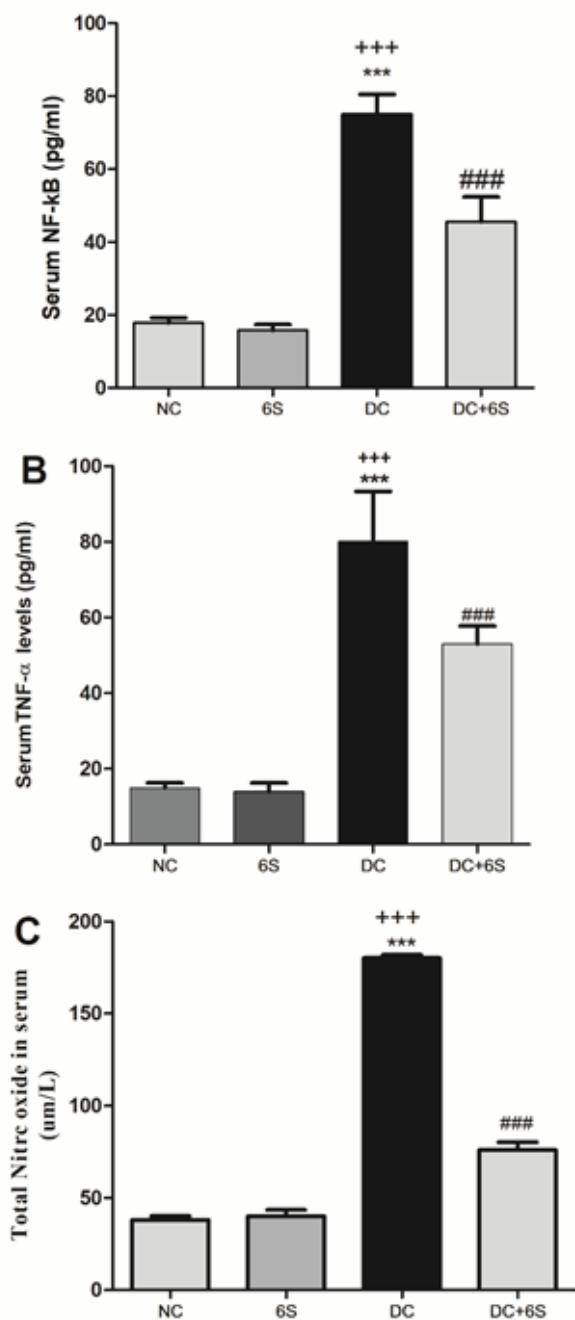 100
+++
***
80
###
60
40
20
0
Serum NF-kB (pg/ml)
NC 6S DC DC+6S
B
100
+++
***
80
###
60
40
20
0
SerumTNF-α levels (pg/ml)
NC 6S DC DC+6S
C
200
+++
***
150
100
###
50
0
Total Nitrc oxide in serum
(um/L)
NC 6S DC DC+6S